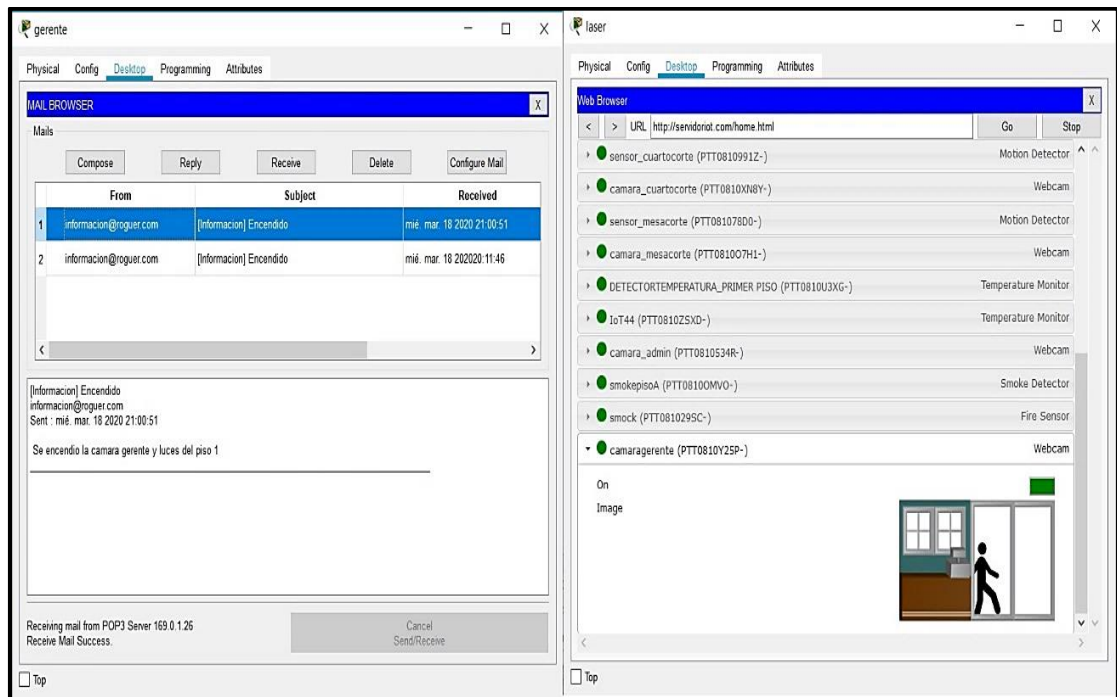 gerente
Physical Config Desktop Programming Attributes
MAIL BROWSER X
Mails
Compose Reply Receive Delete Configure Mail
From Subject Received
1 informacion@roguer.com [Informacion] Encendido mié. mar. 18 2020 21:00:51
2 informacion@roguer.com [Informacion] Encendido mié. mar. 18 202020:11:46
[Informacion] Encendido
informacion@roguer.com
Sent : mié. mar. 18 2020 21:00:51
Se encendio la camara gerente y luces del piso 1
Receiving mail from POP3 Server 169.0.1.26
Receive Mail Success.
Cancel
Send/Receive
Top
laser
Physical Config Desktop Programming Attributes
Web Browser X
< > URL http://servidoriot.com/home.html Go Stop
sensor_cuartocorte (PTT0810991Z-) Motion Detector
camara_cuartocorte (PTT0810XN8Y-) Webcam
sensor_mesacorte (PTT081078D0-) Motion Detector
camara_mesacorte (PTT0810O7H1-) Webcam
DETECTORTEMPERATURA_PRIMER PISO (PTT0810U3XG-) Temperature Monitor
IoT44 (PTT0810ZSXD-) Temperature Monitor
camara_admin (PTT0810534R-) Webcam
smokepisoA (PTT0810OMVO-) Smoke Detector
smock (PTT081029SC-) Fire Sensor
camaragerente (PTT0810Y25P-) Webcam
On
Image
Top